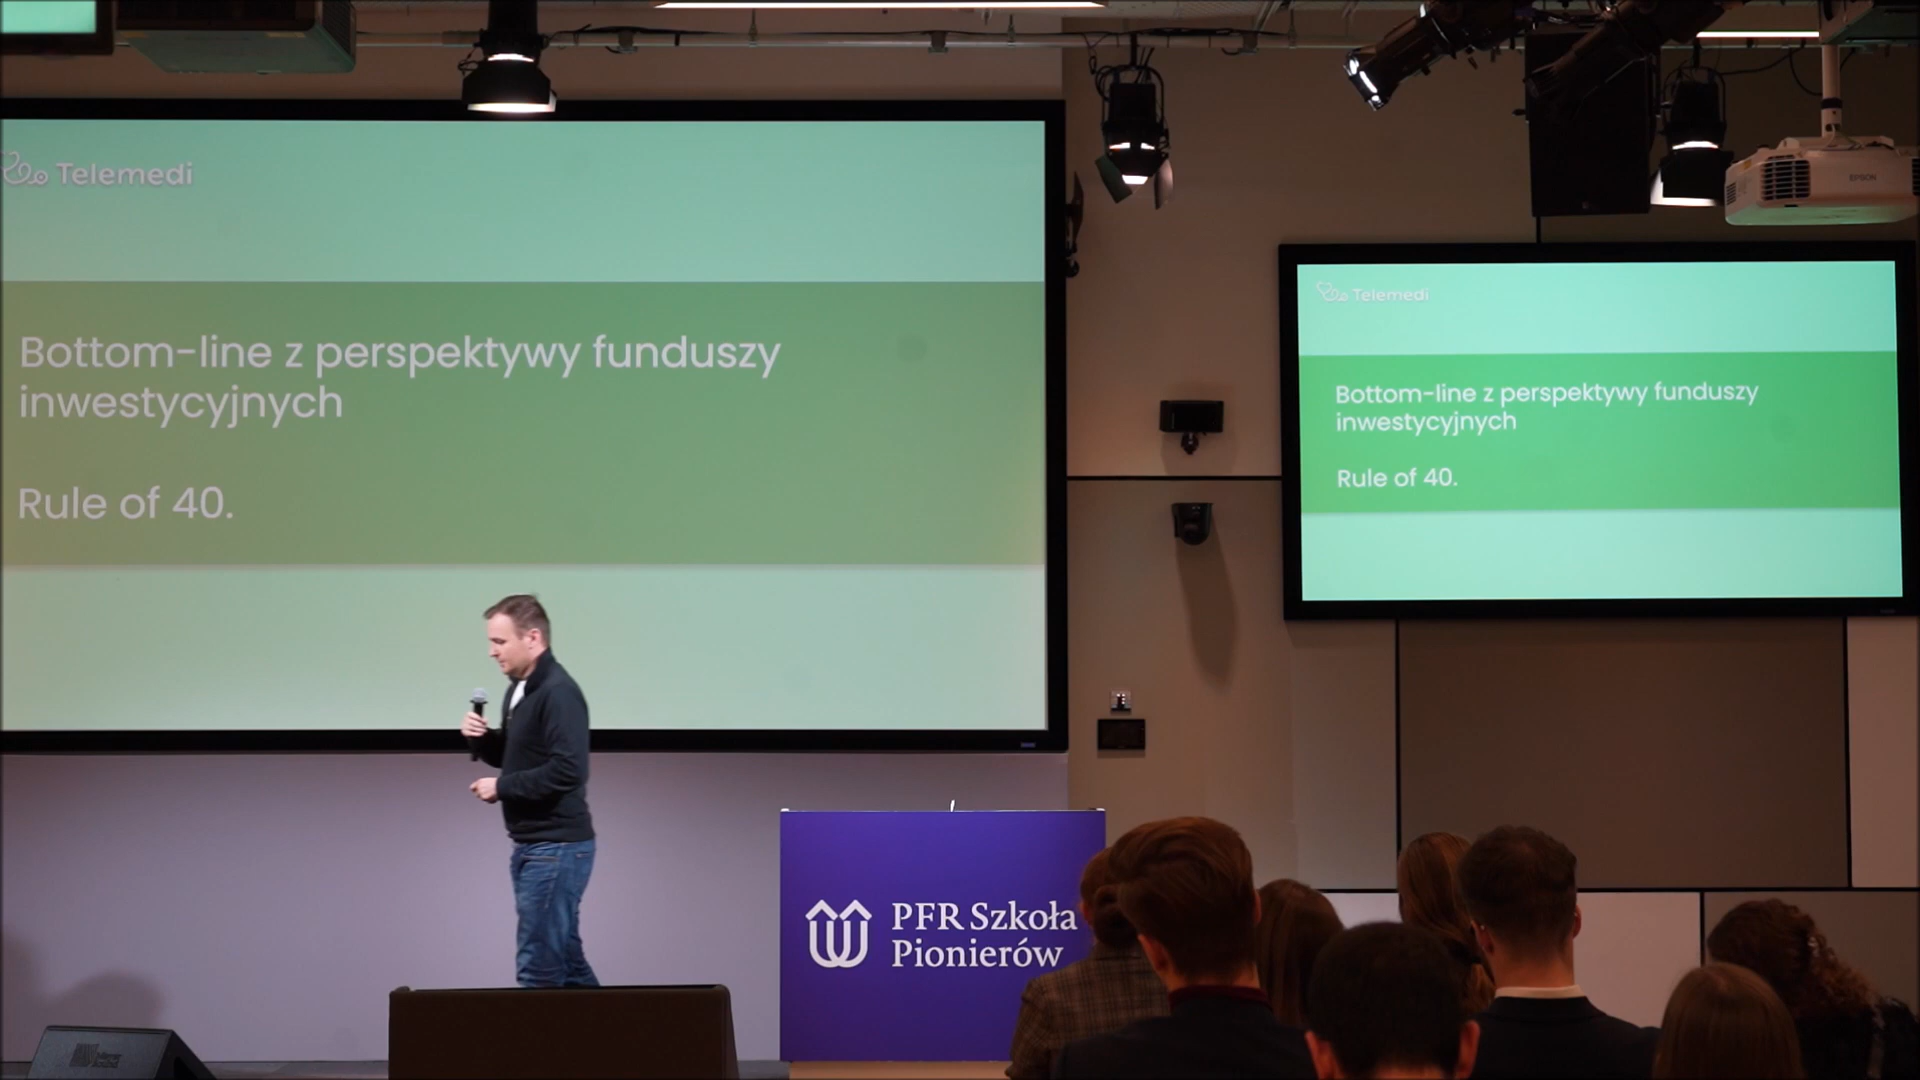 Telemedi
Bottom-line z perspektywy funduszy
inwestycyjnych
Rule of 40.
Telemedi
Bottom-line z perspektywy funduszy
inwestycyjnych
Rule of 40.
EPSON
PFR Szkoła
Pionierów